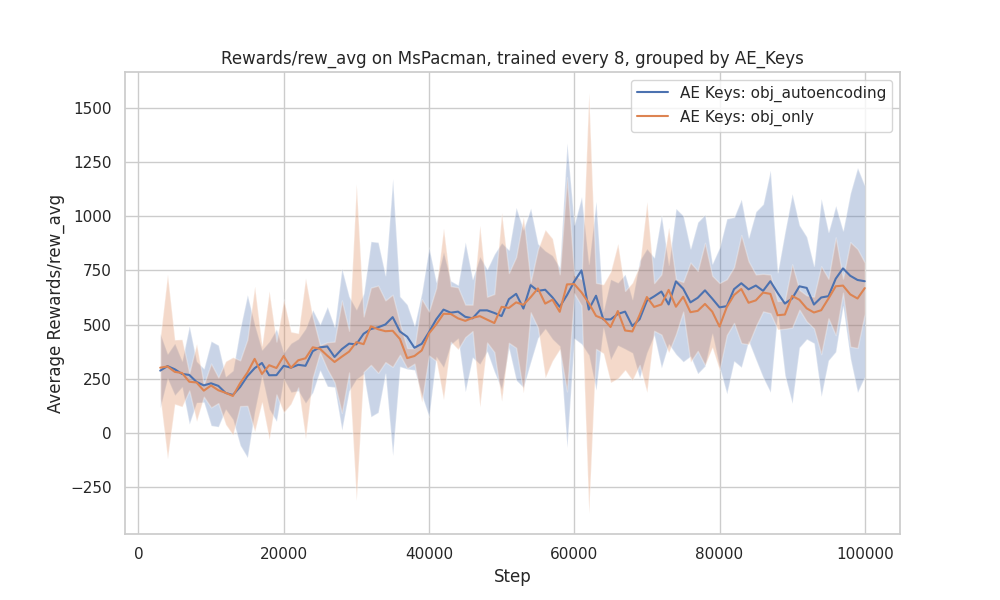 Rewards/rew_avg on MsPacman, trained every 8, grouped by AE_Keys
AE Keys: obj_autoencoding
AE Keys: obj_only
Average Rewards/rew_avg
1500
1250
1000
750
500
250
0
−250
0 20000 40000 60000 80000 100000
Step